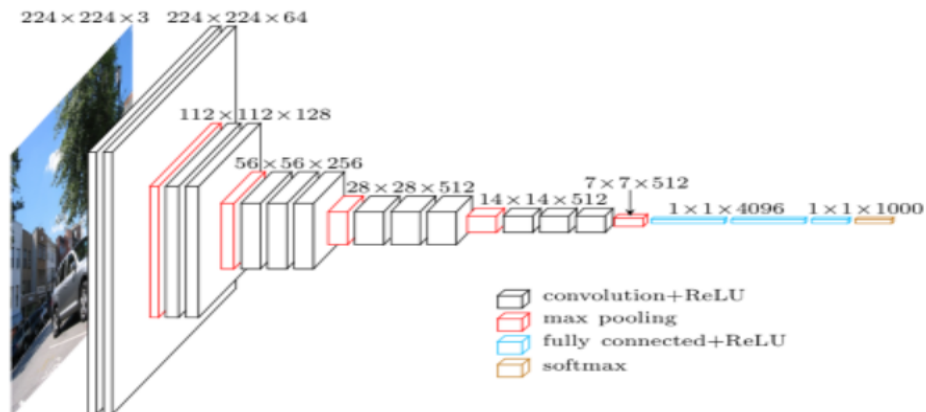 224×224×3
224×224×64
112×112×128
56×56×256
28×28×512
14×14×512
7×7×512
1×1×4096
1×1×1000
convolution+ReLU
max pooling
fully connected+ReLU
softmax